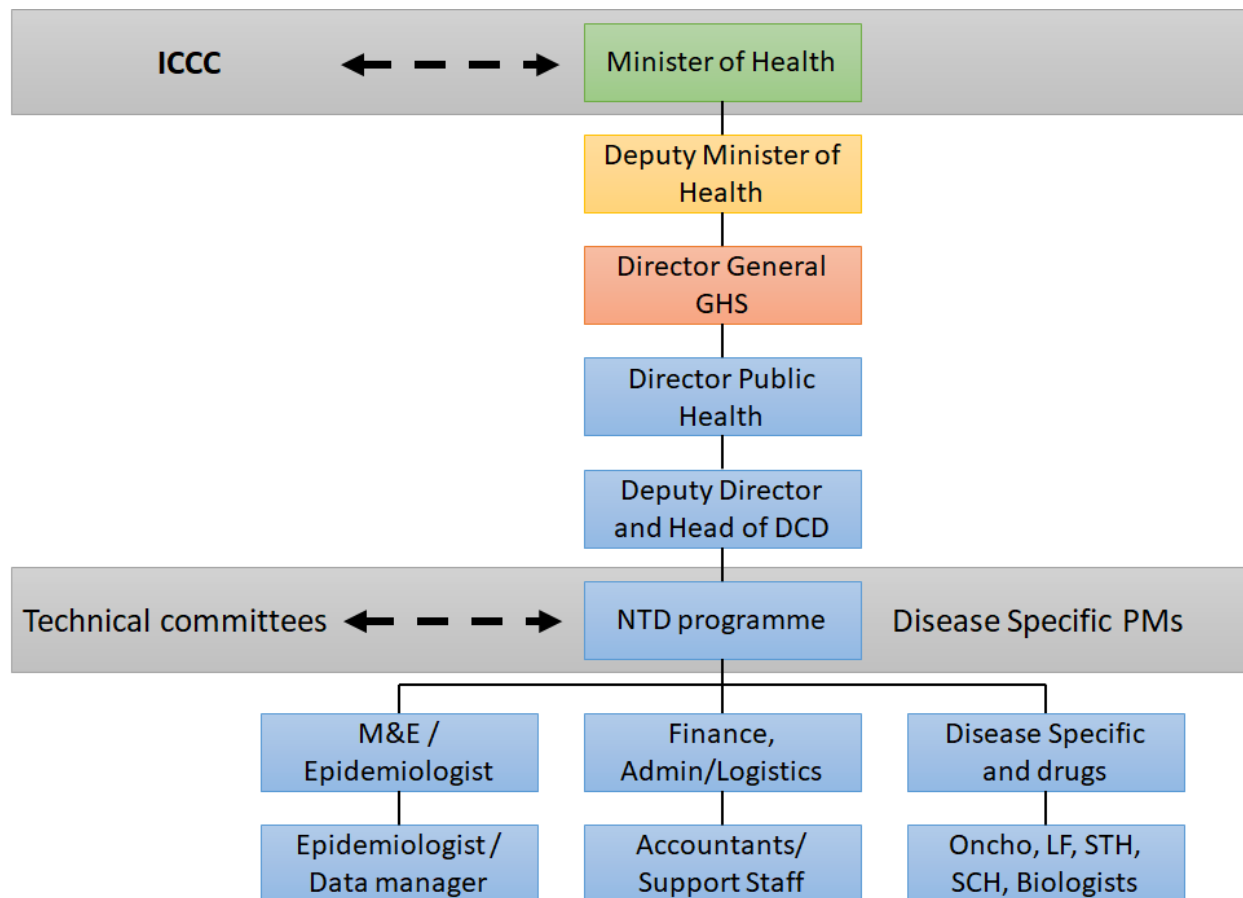 ICCC
Minister of Health
Deputy Minister of
Health
Director General
GHS
Director Public
Health
Deputy Director
and Head of DCD
Technical committees
NTD programme
Disease Specific PMs
M&E /
Epidemiologist
Finance,
Admin/Logistics
Disease Specific
and drugs
Epidemiologist /
Data manager
Accountants/
Support Staff
Oncho, LF, STH,
SCH, Biologists